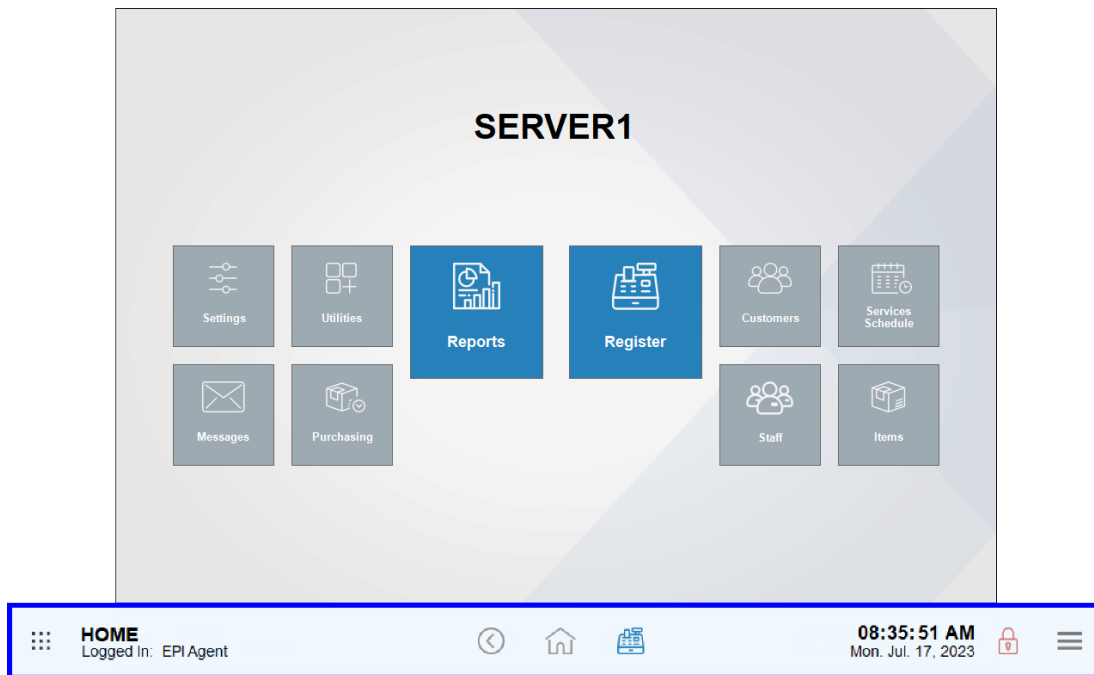 SERVER1
Settings
Utilities
Reports
Register
Customers
Services
Schedule
Messages
Purchasing
Staff
Items
HOME
Logged In: EPI Agent
08:35:51 AM
Mon. Jul. 17, 2023